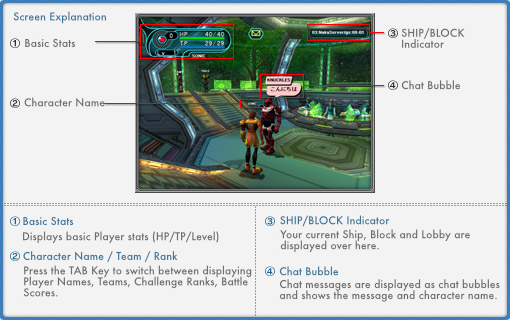 Screen Explanation
① Basic Stats
② Character Name
HP 40/40
TP 29/29
SONIC
KNUCKLES
こんにちは
③ SHIP/BLOCK
Indicator
④ Chat Bubble
① Basic Stats
Displays basic Player stats (HP/TP/Level)
② Character Name / Team / Rank
Press the TAB Key to switch between displaying
Player Names, Teams, Challenge Ranks, Battle
Scores.
③ SHIP/BLOCK Indicator
Your current Ship, Block and Lobby are
displayed over here.
④ Chat Bubble
Chat messages are displayed as chat bubbles
and shows the message and character name.